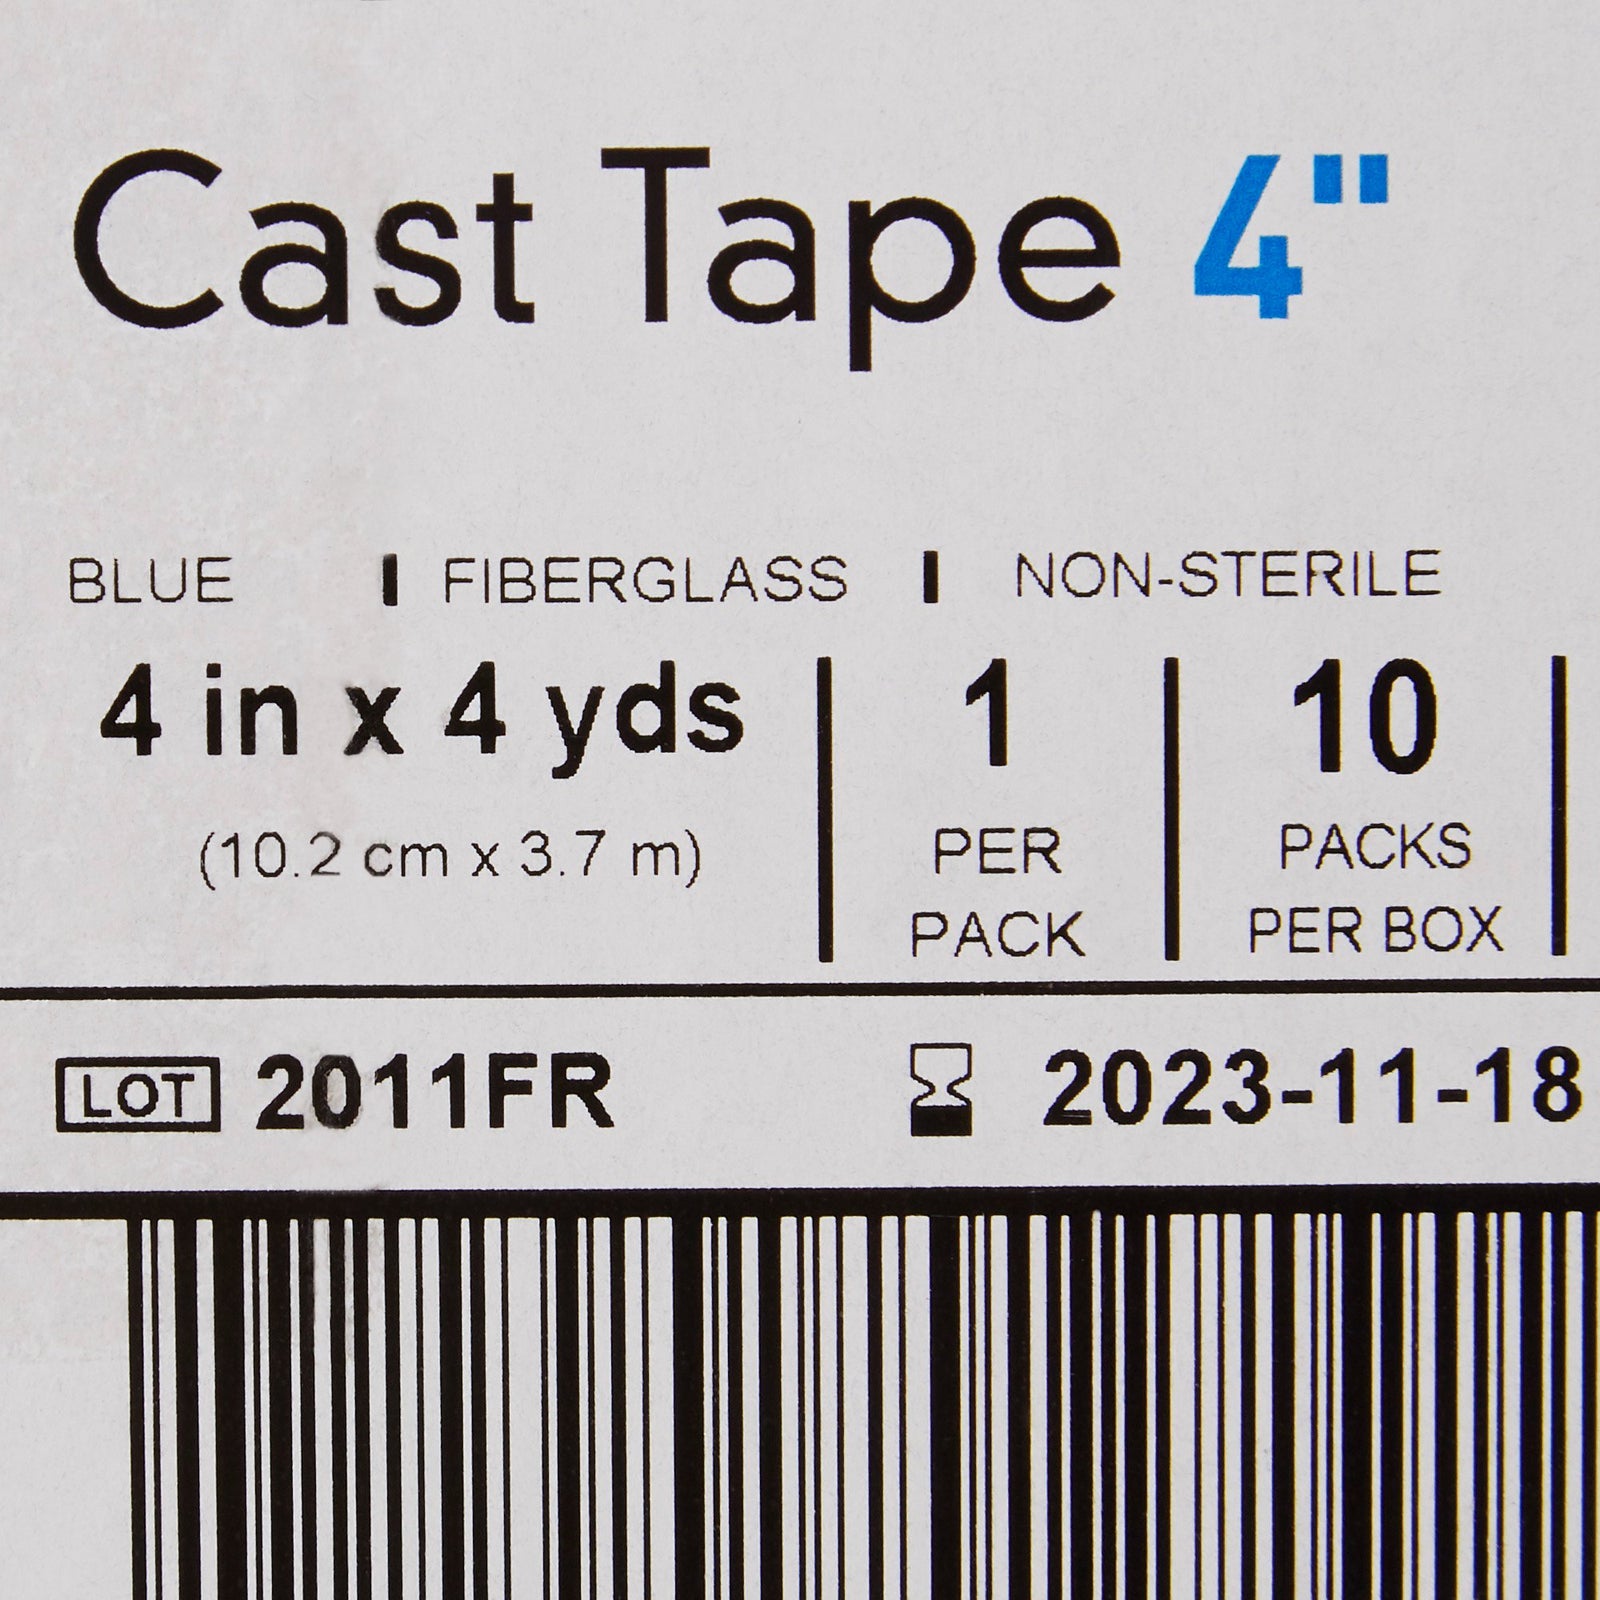 Cast Tape 4"
BLUE | FIBERGLASS | NON-STERILE
4 in x 4 yds
(10.2 cm x 3.7 m)
1
PER
PACK
10
PACKS
PER BOX
LOT 2011FR
2023-11-18